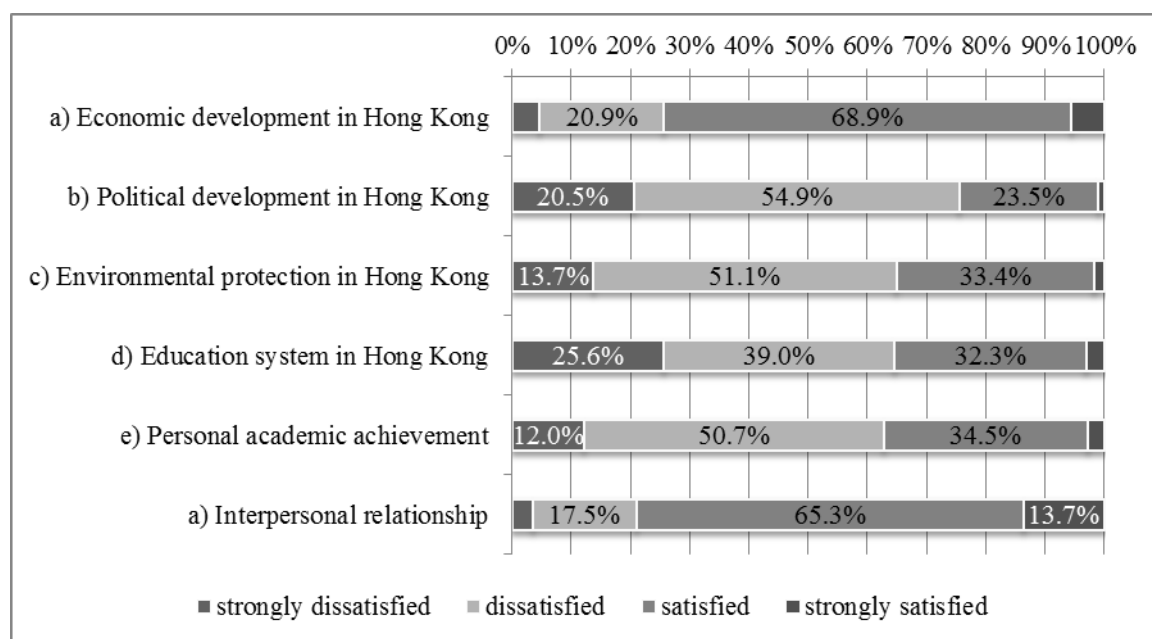 0% 10% 20% 30% 40% 50% 60% 70% 80% 90% 100%
a) Economic development in Hong Kong 20.9% 68.9%
b) Political development in Hong Kong 20.5% 54.9% 23.5%
c) Environmental protection in Hong Kong 13.7% 51.1% 33.4%
d) Education system in Hong Kong 25.6% 39.0% 32.3%
e) Personal academic achievement 12.0% 50.7% 34.5%
a) Interpersonal relationship 17.5% 65.3% 13.7%
strongly dissatisfied dissatisfied satisfied strongly satisfied